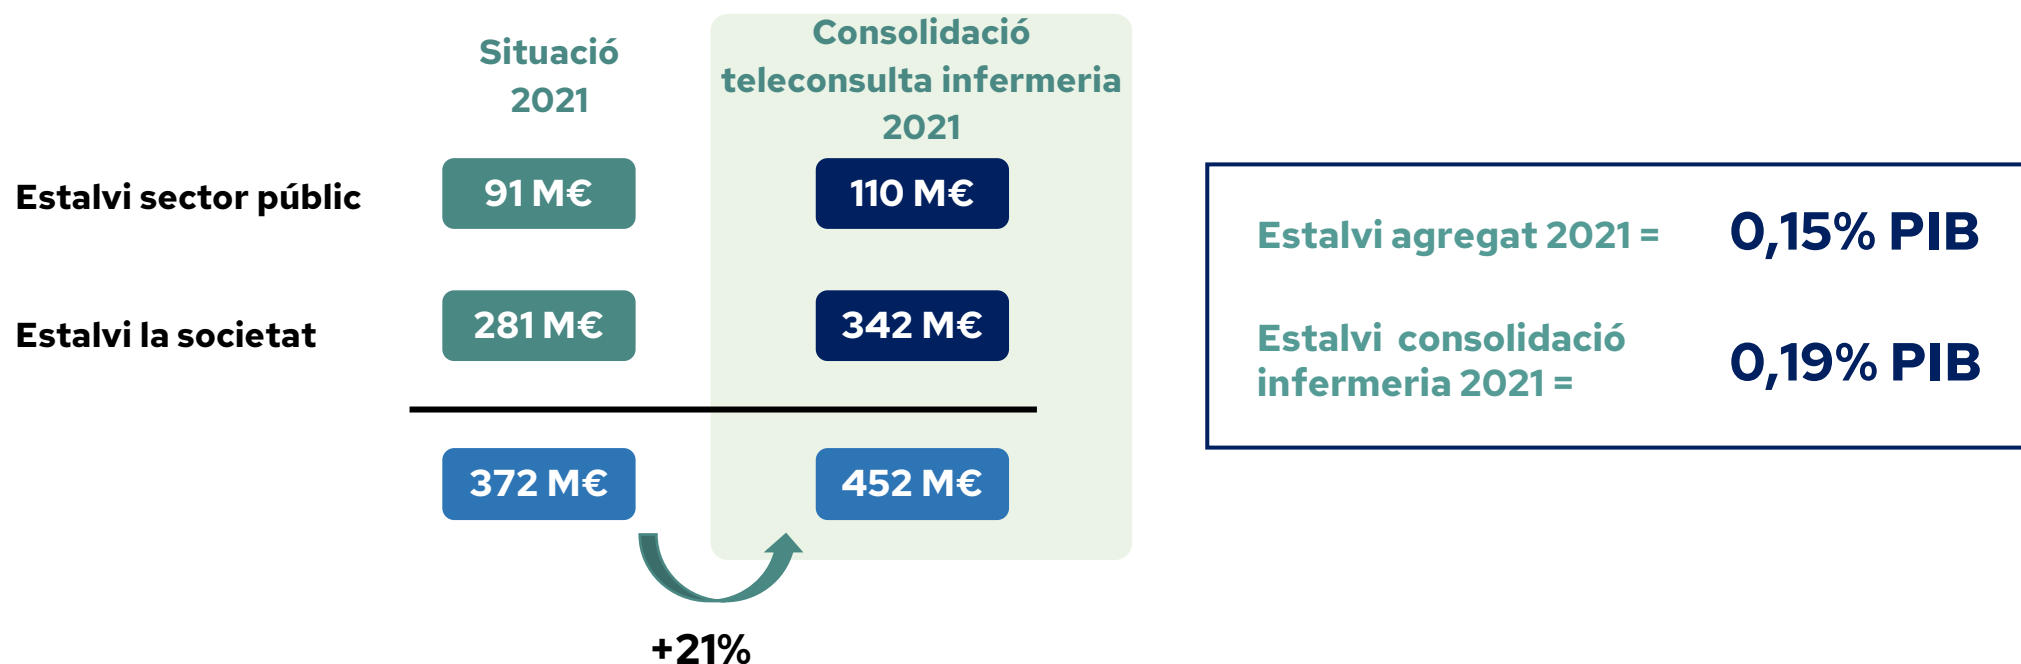 Situació
2021
Consolidació
teleconsulta infermeria
2021
Estalvi sector públic
91 M€
110 M€
Estalvi la societat
281 M€
342 M€
372 M€
452 M€
+21%
Estalvi agregat 2021 =
0,15% PIB
Estalvi consolidació
infermeria 2021 =
0,19% PIB